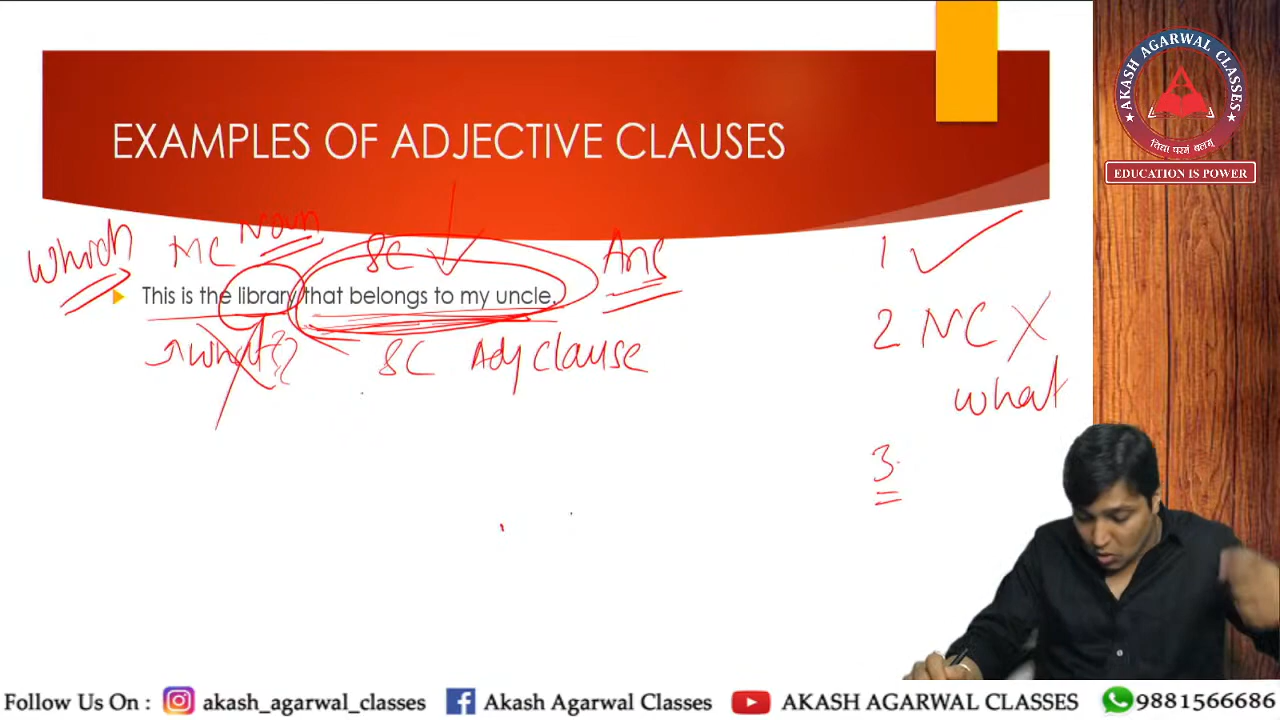 AKASH AGARWAL CLASSES
विद्या परमं बलम्
EDUCATION IS POWER
EXAMPLES OF ADJECTIVE CLAUSES
Which MC Noun SC Ans
This is the library that belongs to my uncle.
what?
SC Adj clause
1
2 NC X
what
3
Follow Us On : akash_agarwal_classes Akash Agarwal Classes AKASH AGARWAL CLASSES 9881566686